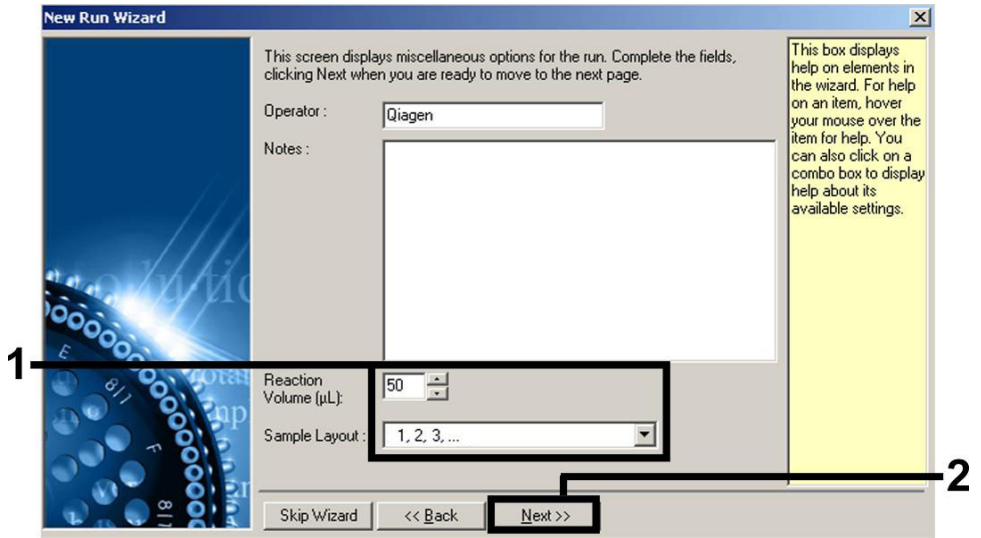 New Run Wizard
This screen displays miscellaneous options for the run. Complete the fields,
clicking Next when you are ready to move to the next page.
Operator :
Qiagen
Notes :
Reaction
Volume (µL):
50
Sample Layout :
1, 2, 3, ...
Skip Wizard
<< Back
Next >>
This box displays
help on elements in
the wizard. For help
on an item, hover
your mouse over the
item for help. You
can also click on a
combo box to display
help about its
available settings.
1
2
E
8/1
F
8/1